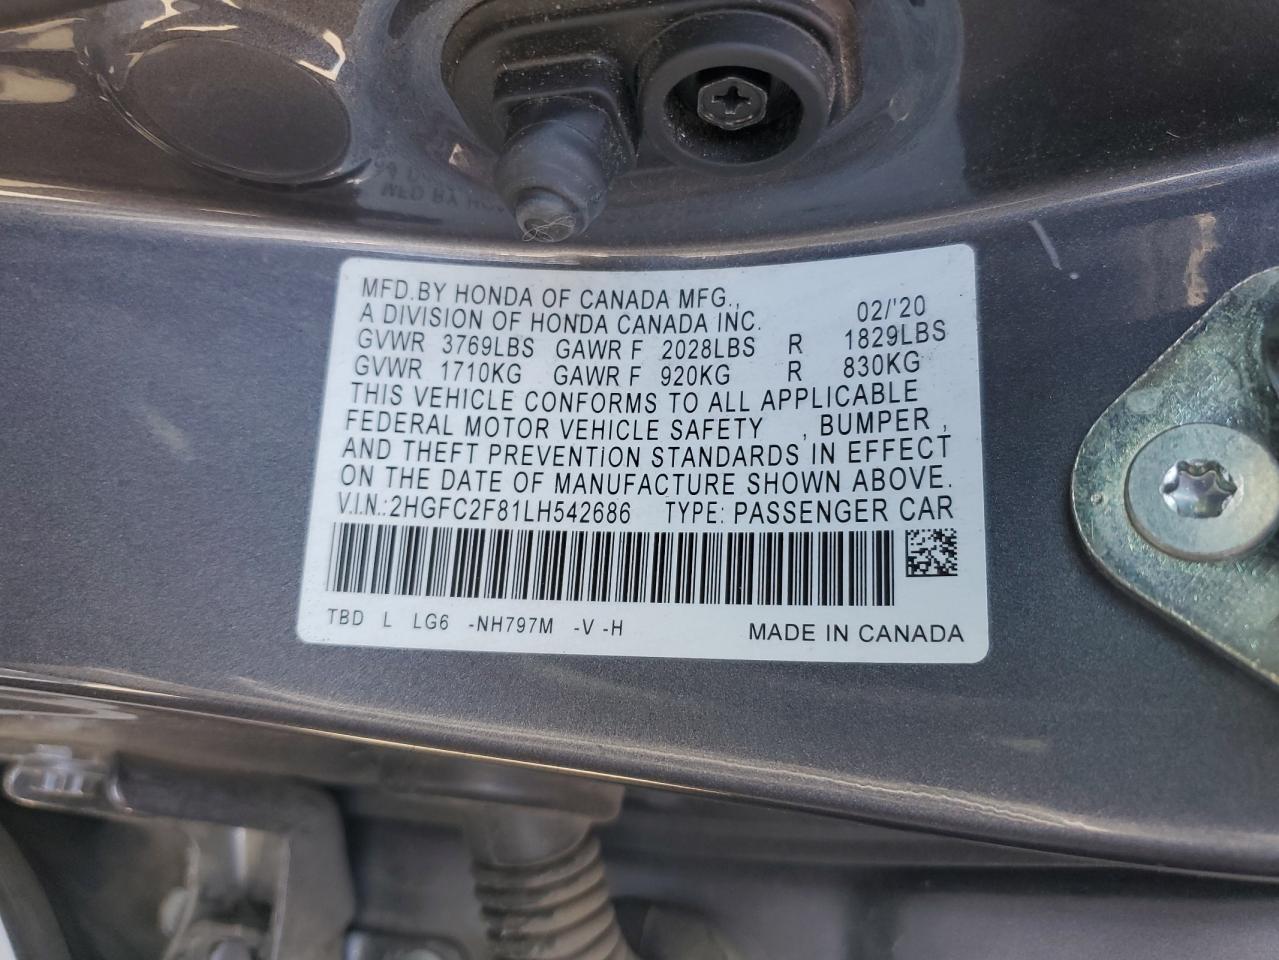 MFD.BY HONDA OF CANADA MFG.,
A DIVISION OF HONDA CANADA INC. 02/'20
GVWR 3769LBS GAWR F 2028LBS R 1829LBS
GVWR 1710KG GAWR F 920KG R 830KG
THIS VEHICLE CONFORMS TO ALL APPLICABLE
FEDERAL MOTOR VEHICLE SAFETY , BUMPER ,
AND THEFT PREVENTION STANDARDS IN EFFECT
ON THE DATE OF MANUFACTURE SHOWN ABOVE.
V.I.N.: 2HGFC2F81LH542686 TYPE: PASSENGER CAR
TBD L LG6 -NH797M -V -H MADE IN CANADA